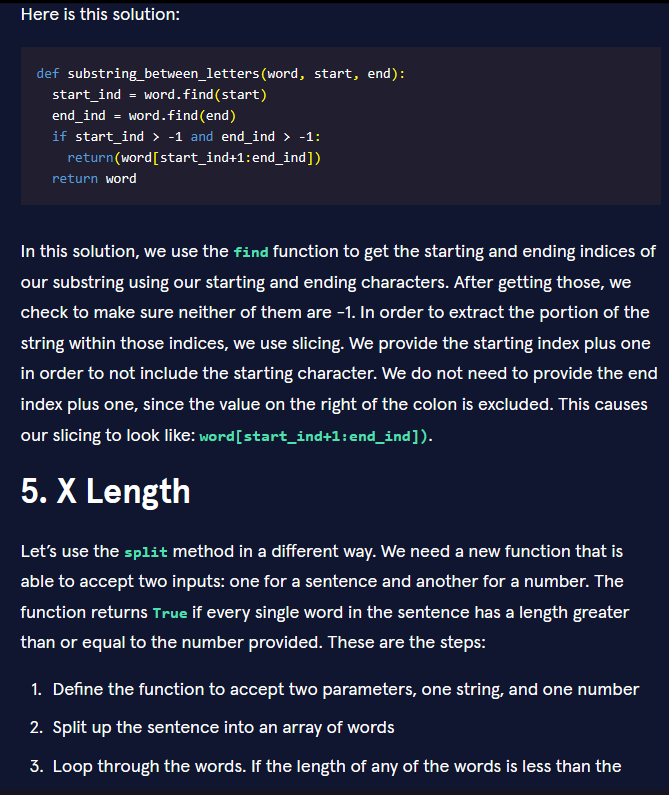 Here is this solution:
def substring_between_letters(word, start, end):
  start_ind = word.find(start)
  end_ind = word.find(end)
  if start_ind > -1 and end_ind > -1:
    return(word[start_ind+1:end_ind])
  return word
In this solution, we use the find function to get the starting and ending indices of
our substring using our starting and ending characters. After getting those, we
check to make sure neither of them are -1. In order to extract the portion of the
string within those indices, we use slicing. We provide the starting index plus one
in order to not include the starting character. We do not need to provide the end
index plus one, since the value on the right of the colon is excluded. This causes
our slicing to look like: word[start_ind+1:end_ind]).
5. X Length
Let’s use the split method in a different way. We need a new function that is
able to accept two inputs: one for a sentence and another for a number. The
function returns True if every single word in the sentence has a length greater
than or equal to the number provided. These are the steps:
1. Define the function to accept two parameters, one string, and one number
2. Split up the sentence into an array of words
3. Loop through the words. If the length of any of the words is less than the